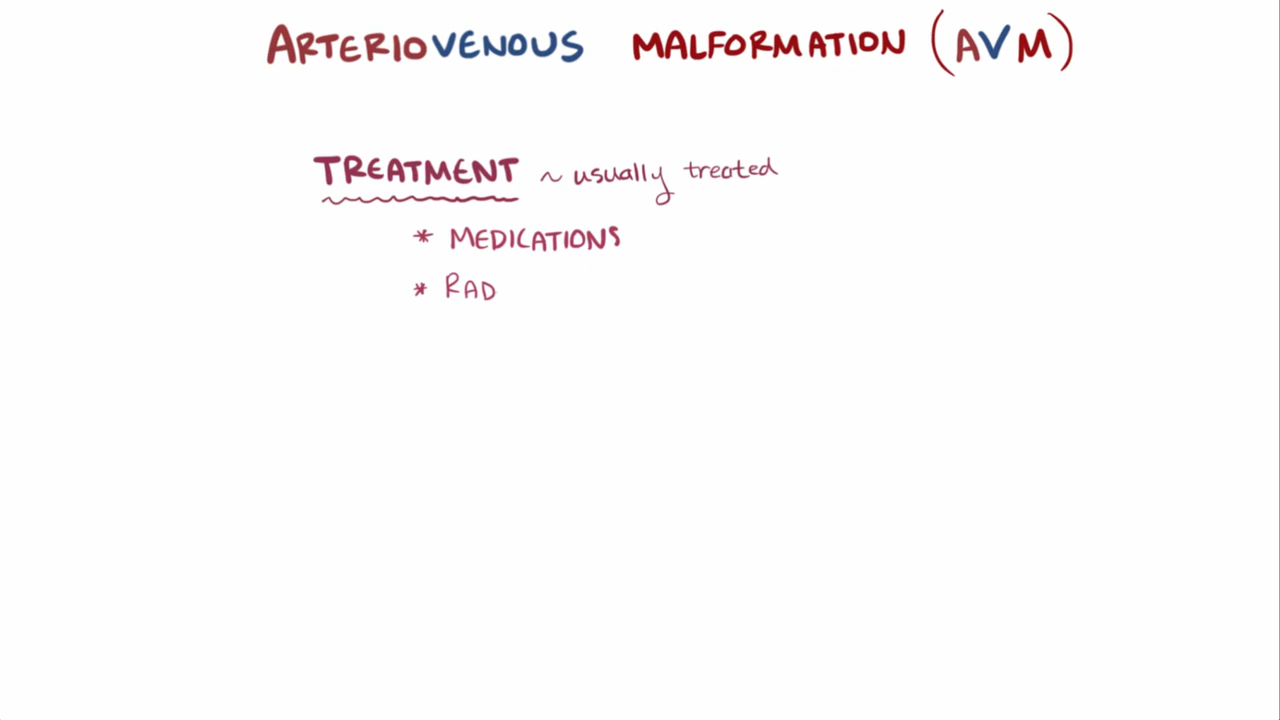 ARTERIOVENOUS MALFORMATION (AVM)
TREATMENT ~ usually treated
* MEDICATIONS
* RAD